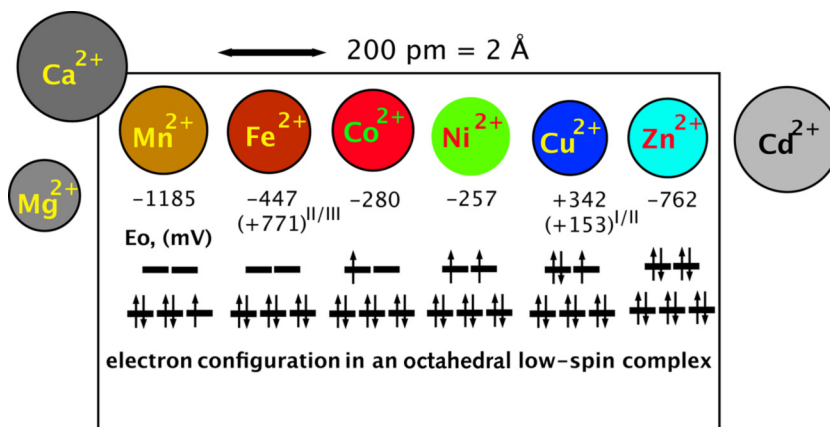 200 pm = 2 Å
Ca2+
Mn2+ Fe2+ Co2+ Ni2+ Cu2+ Zn2+
Cd2+
Mg2+
−1185 −447 −280 −257 +342 −762
(+771)II/III (+153)I/II
Eo, (mV)
electron configuration in an octahedral low-spin complex